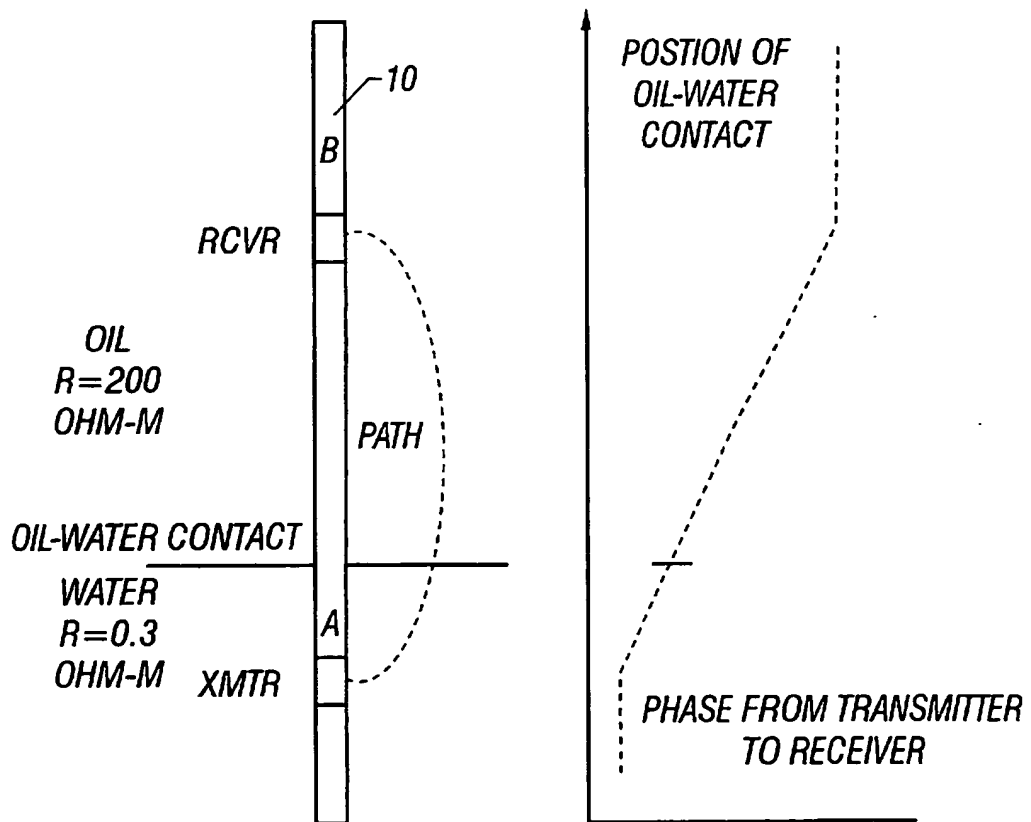 10
B
RCVR
OIL
R=200
OHM-M
PATH
OIL-WATER CONTACT
WATER
R=0.3
OHM-M
A
XMTR
POSTION OF
OIL-WATER
CONTACT
PHASE FROM TRANSMITTER
TO RECEIVER